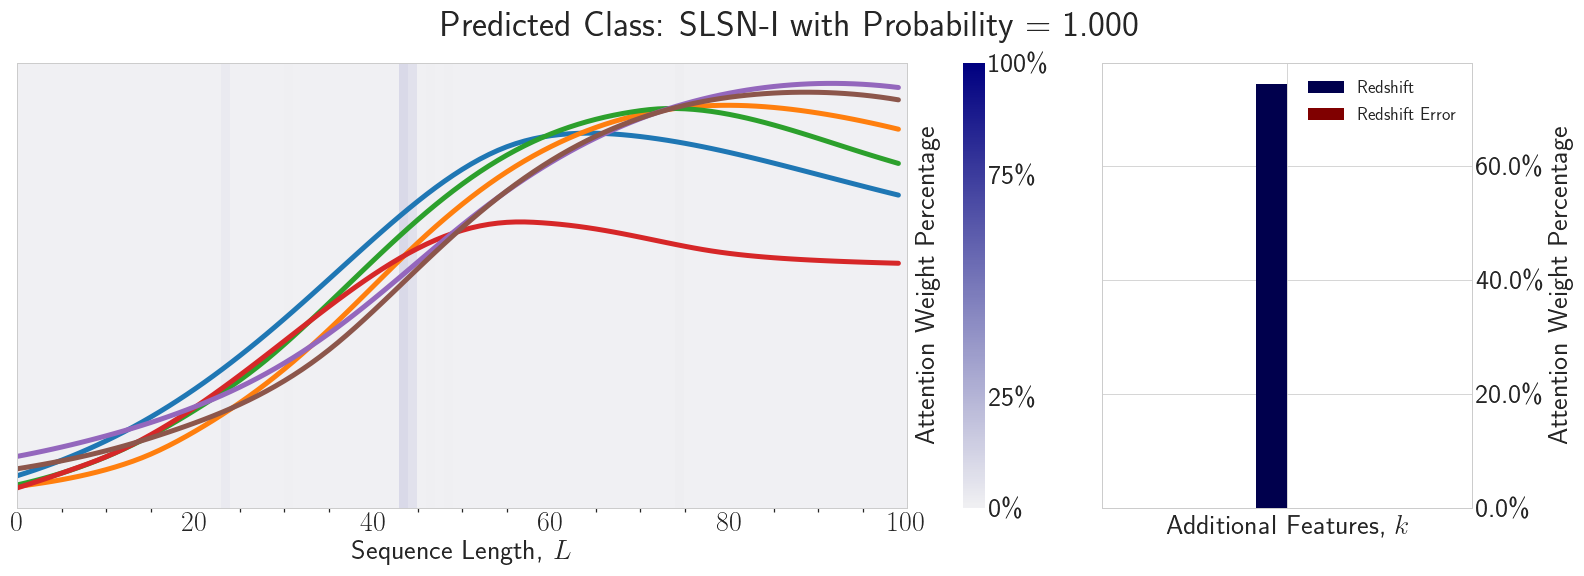 Predicted Class: SLSN-I with Probability = 1.000
0 20 40 60 80 100
Sequence Length, L
100%
75%
25%
0%
Attention Weight Percentage
Redshift
Redshift Error
60.0%
40.0%
20.0%
0.0%
Attention Weight Percentage
Additional Features, k